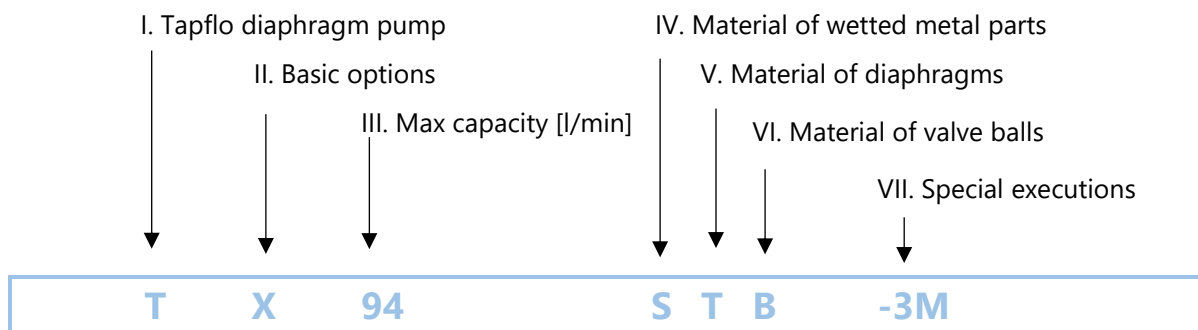 I. Tapflo diaphragm pump
IV. Material of wetted metal parts
II. Basic options
V. Material of diaphragms
III. Max capacity [l/min]
VI. Material of valve balls
VII. Special executions
T X 94 S T B -3M